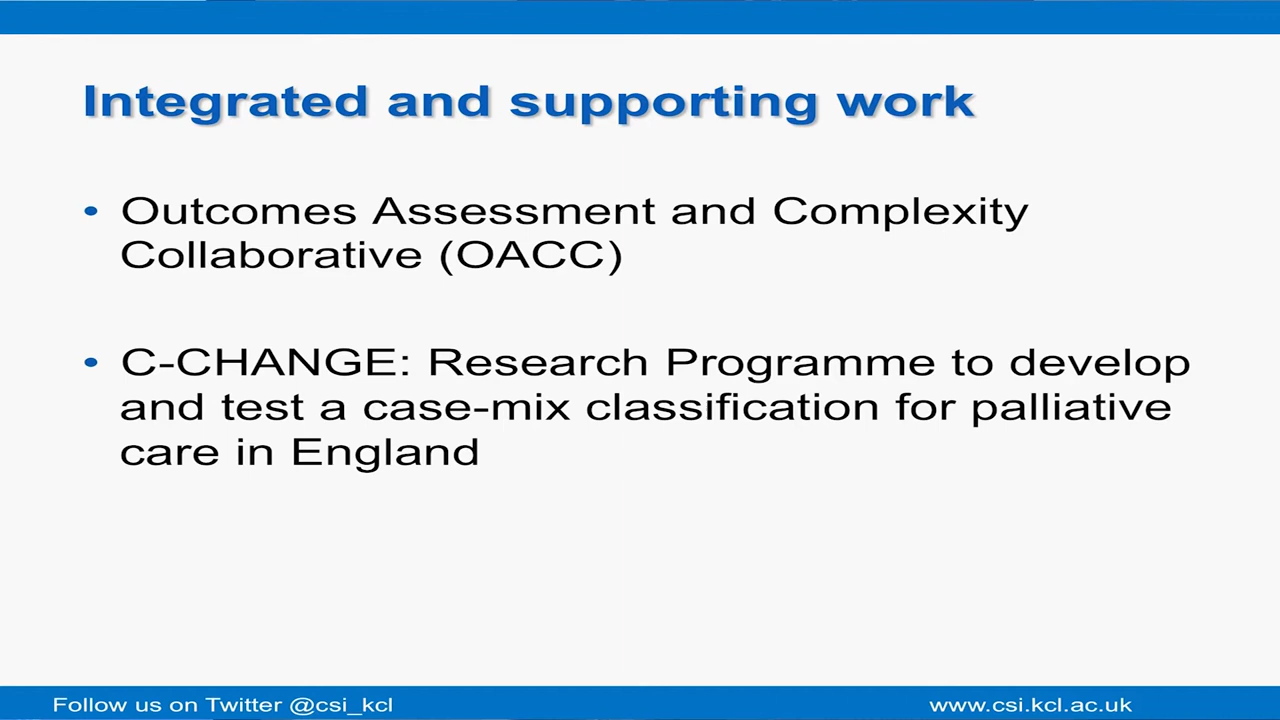 Integrated and supporting work
• Outcomes Assessment and Complexity
Collaborative (OACC)
• C-CHANGE: Research Programme to develop
and test a case-mix classification for palliative
care in England
Follow us on Twitter @csi_kcl
www.csi.kcl.ac.uk